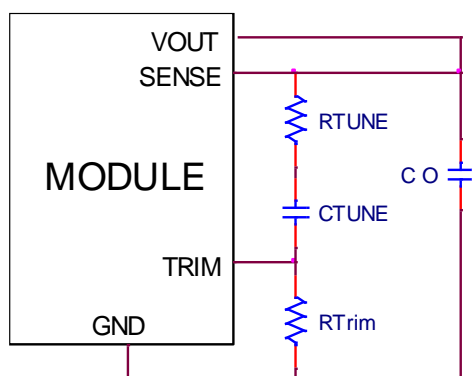 VOUT
SENSE
RTUNE
MODULE
C O
CTUNE
TRIM
RTrim
GND